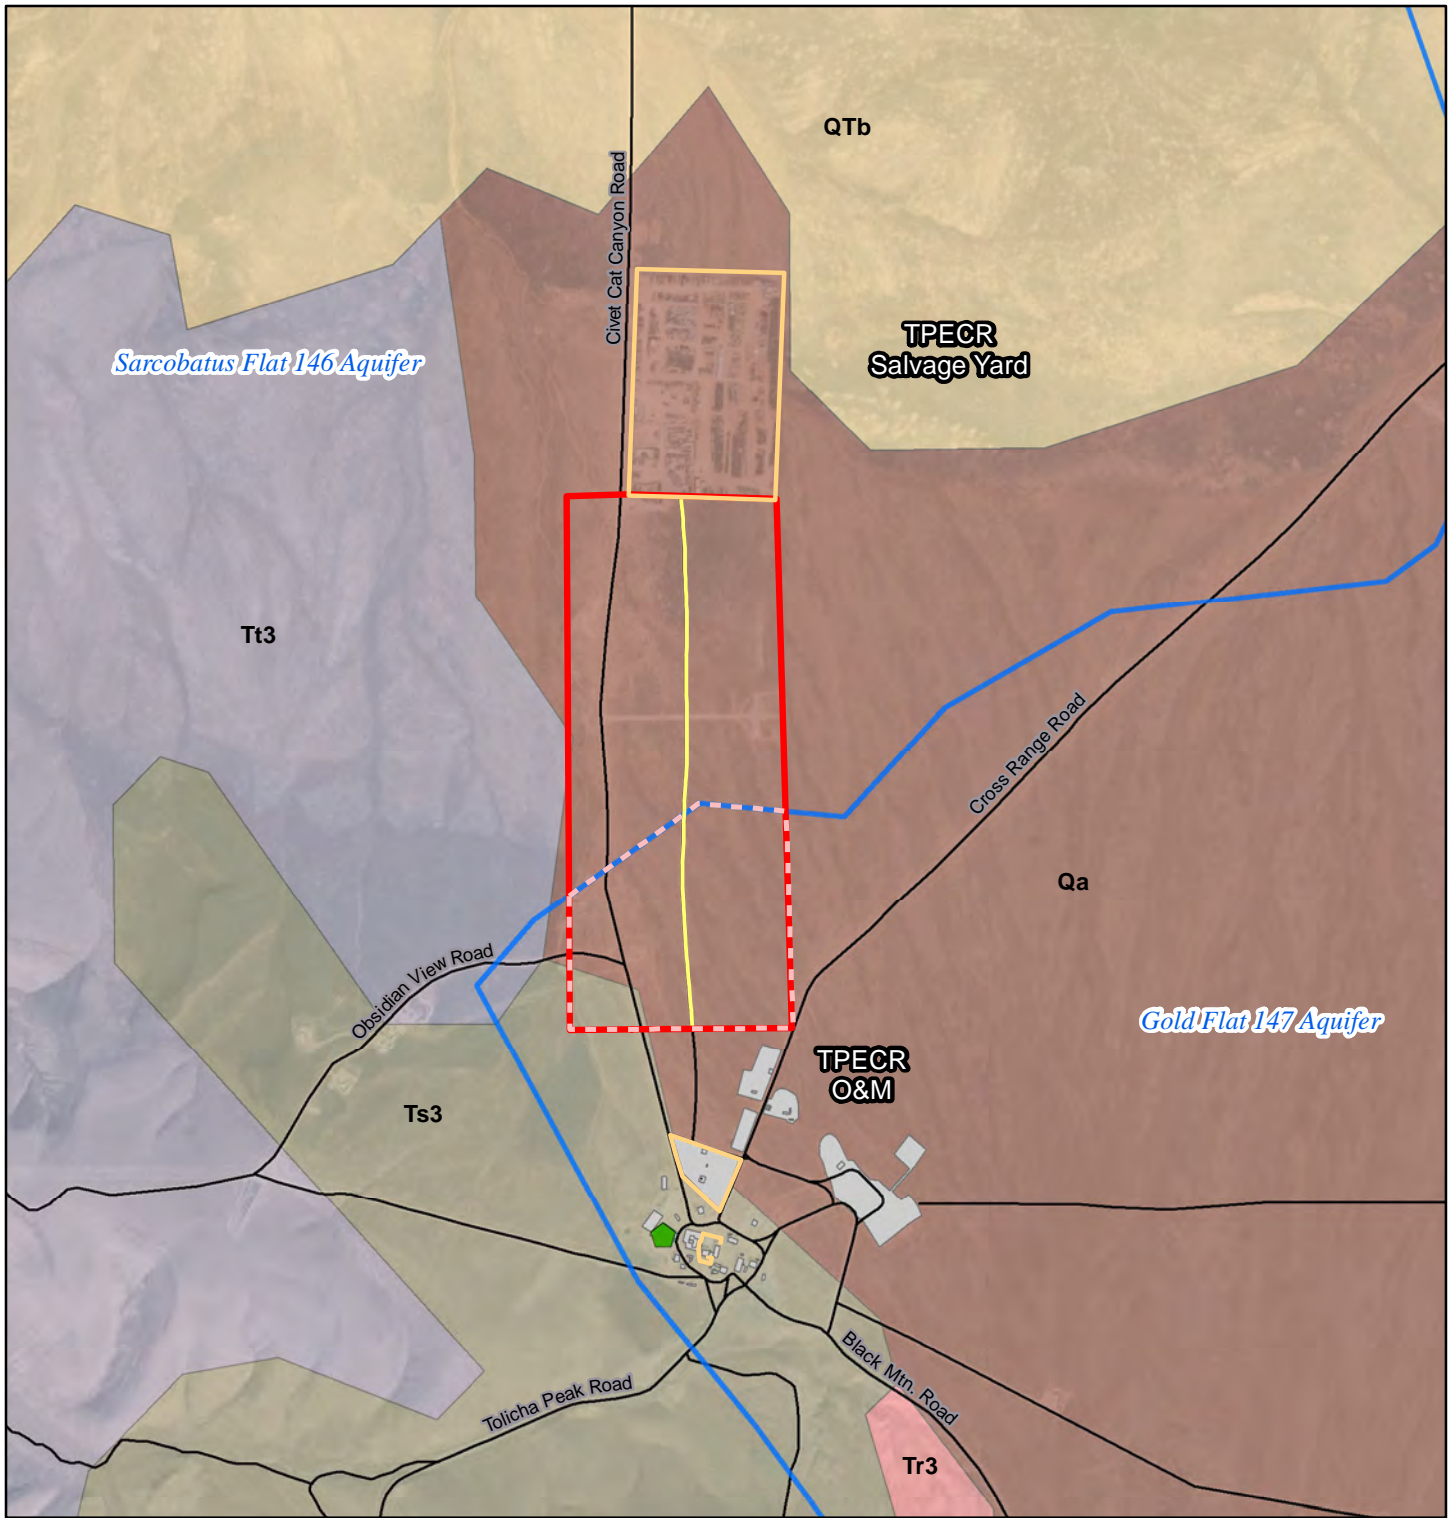 QTb
Civet Cat Canyon Road
TPECR
Salvage Yard
Sarcobatus Flat 146 Aquifer
Tt3
Cross Range Road
Qa
Obsidian View Road
Gold Flat 147 Aquifer
TPECR
O&M
Ts3
Black Mtn. Road
Tolicha Peak Road
Tr3